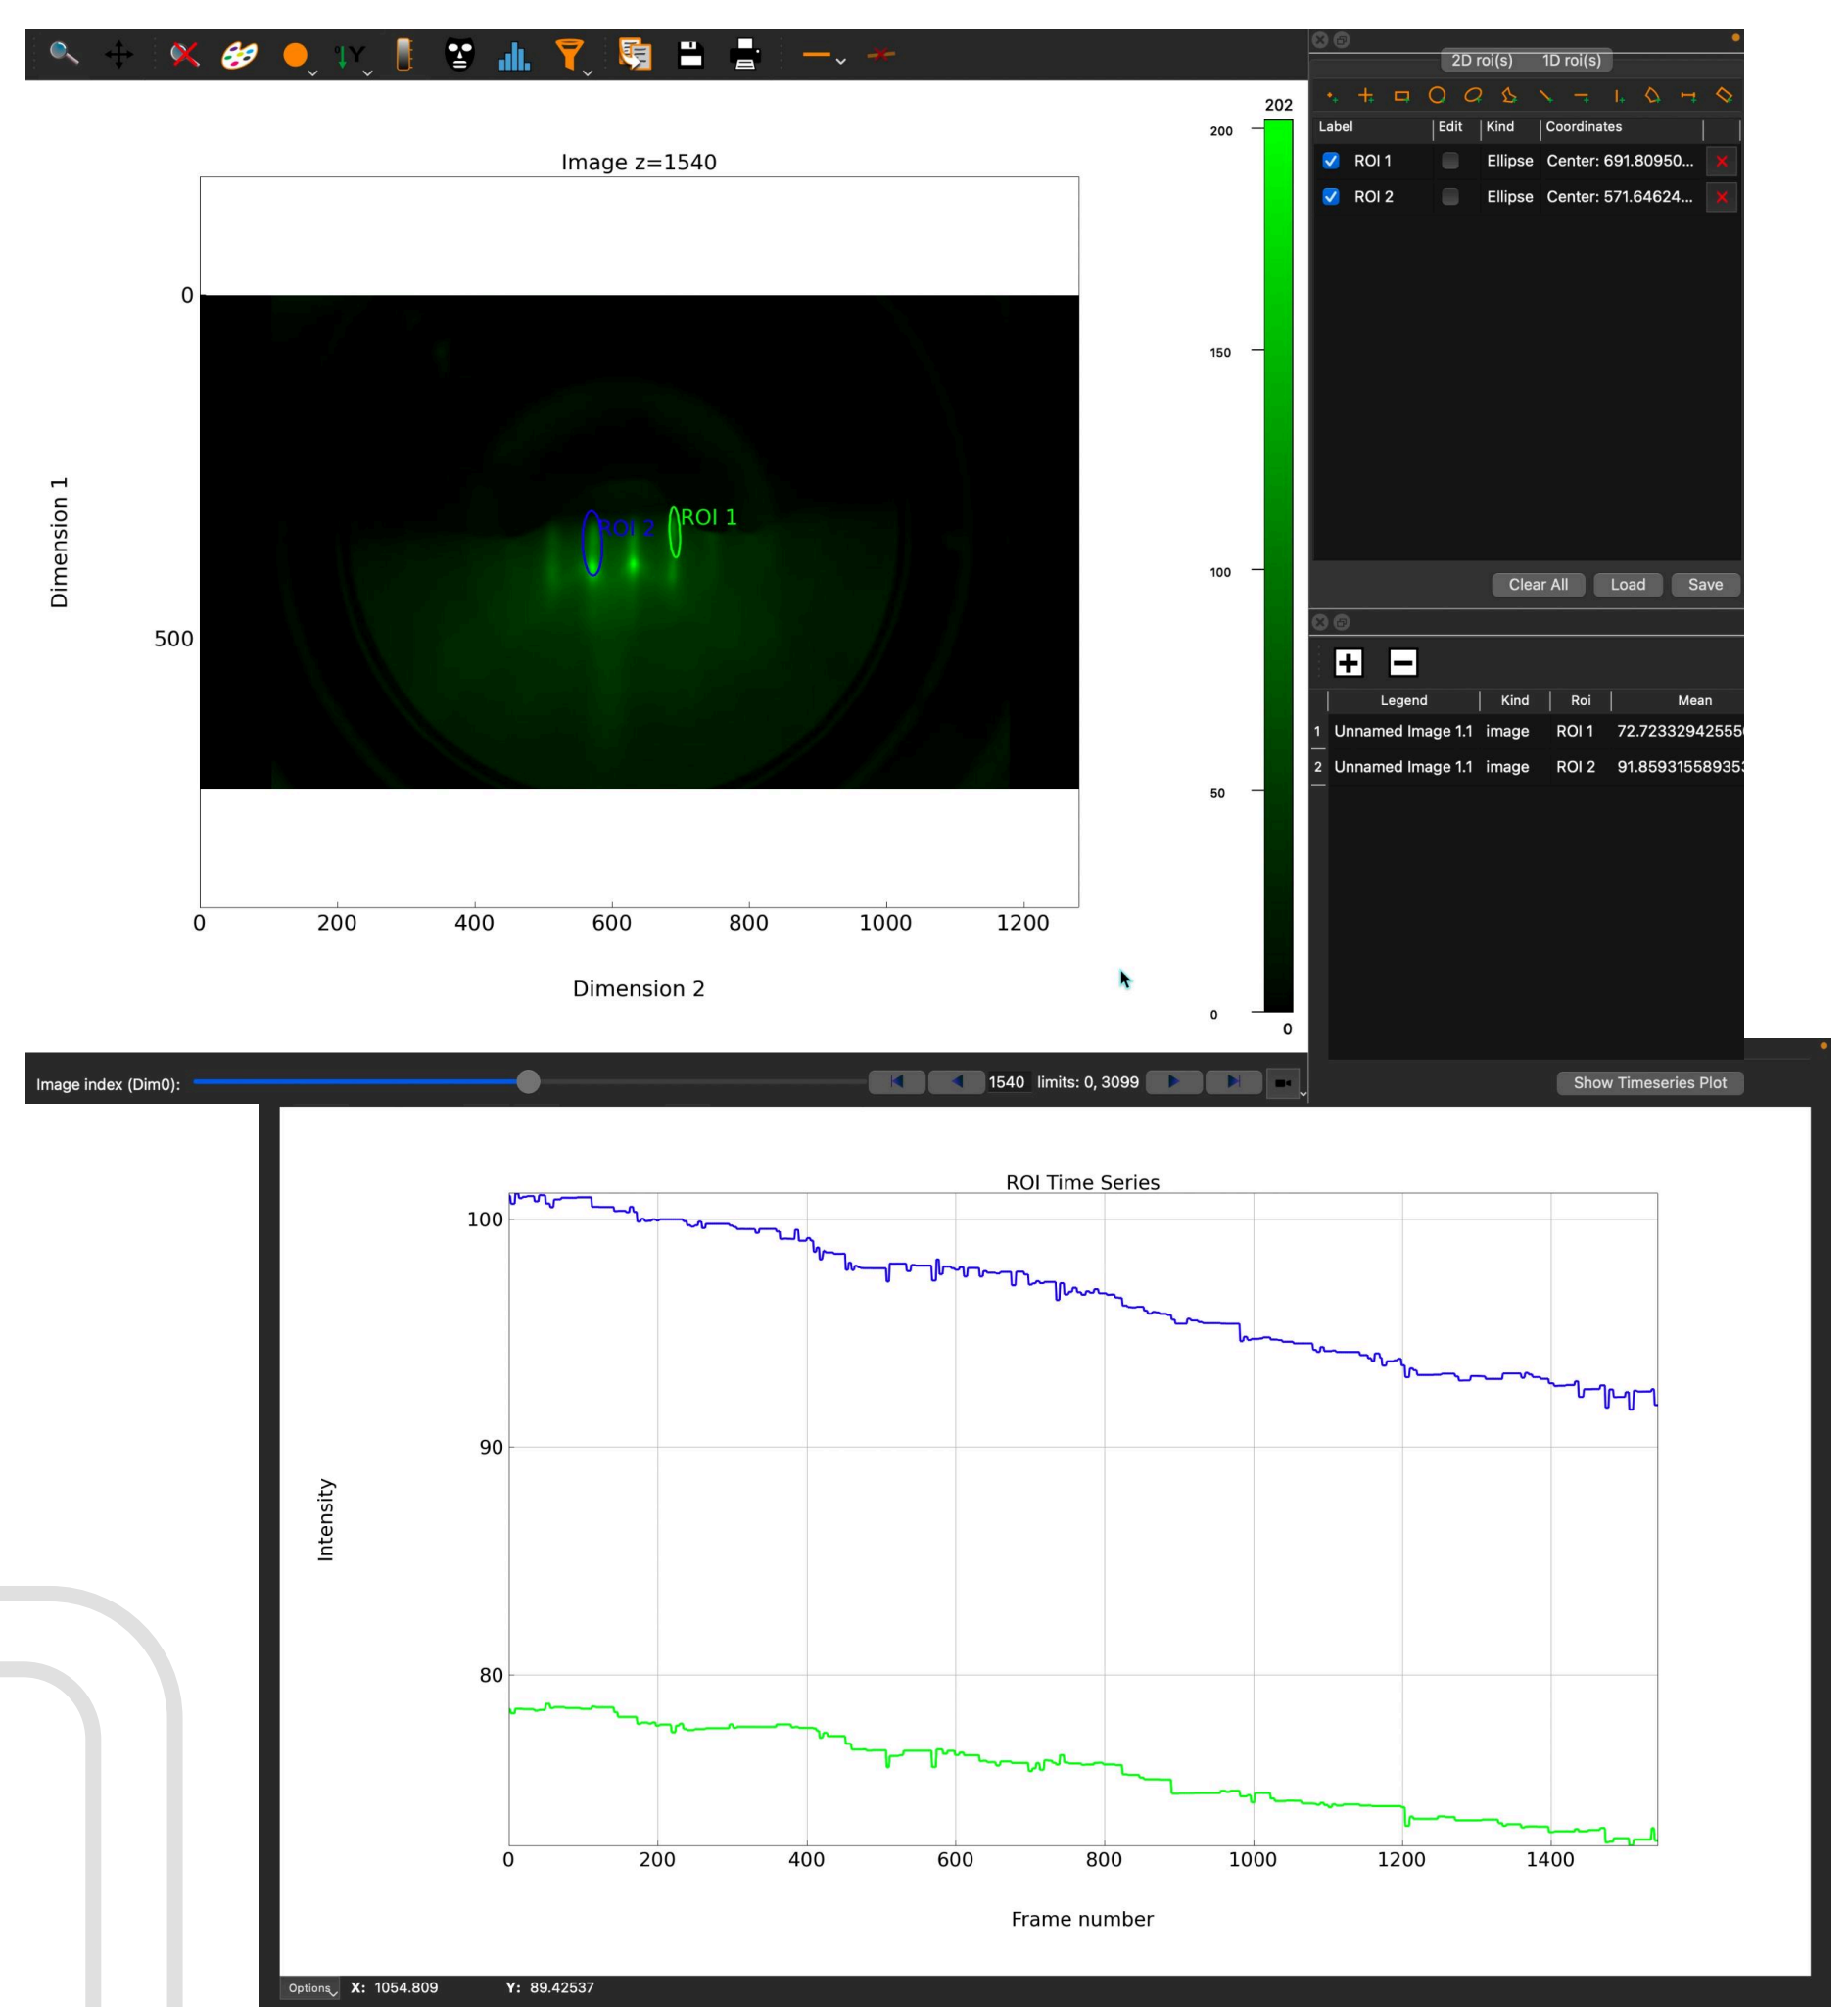 202
200
150
100
50
0
0
Image z=1540
0
500
Dimension 1
ROI 2
ROI 1
0 200 400 600 800 1000 1200
Dimension 2
2D roi(s) 1D roi(s)
Label Edit Kind Coordinates
ROI 1 Ellipse Center: 691.80950...
ROI 2 Ellipse Center: 571.64624...
Clear All Load Save
Legend Kind Roi Mean
1 Unnamed Image 1.1 image ROI 1 72.72332942555
2 Unnamed Image 1.1 image ROI 2 91.85931558935
Image index (Dim0): 1540 limits: 0, 3099
Show Timeseries Plot
ROI Time Series
100
90
80
Intensity
0 200 400 600 800 1000 1200 1400
Frame number
Options X: 1054.809 Y: 89.42537